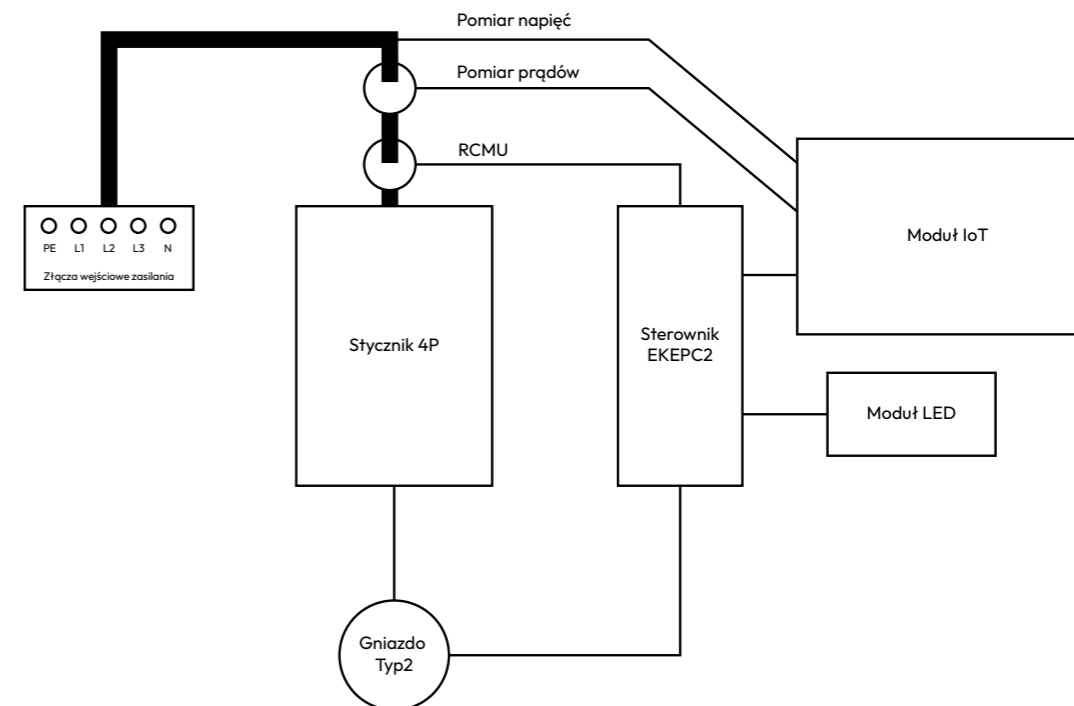 Pomiar napięć
Pomiar prądów
RCMU
PE L1 L2 L3 N
Złącza wejściowe zasilania
Stycznik 4P
Sterownik
EKEPC2
Moduł IoT
Moduł LED
Gniazdo
Typ2